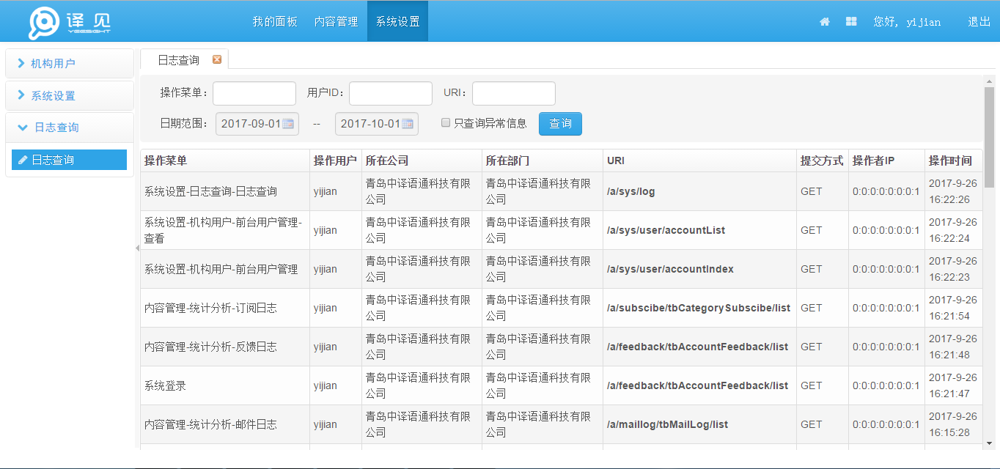 译见 我的面板 内容管理 系统设置 您好, yijian 退出
YEESIGHT
机构用户
系统设置
日志查询
日志查询
日志查询
操作菜单： 用户ID： URI：
日期范围： 2017-09-01 -- 2017-10-01 只查询异常信息 查询
操作菜单 操作用户 所在公司 所在部门 URI 提交方式 操作者IP 操作时间
系统设置-日志查询-日志查询 yijian 青岛中译语通科技有限公司 青岛中译语通科技有限公司 /a/sys/log GET 0:0:0:0:0:0:0:1 2017-9-26 16:22:26
系统设置-机构用户-前台用户管理-查看 yijian 青岛中译语通科技有限公司 青岛中译语通科技有限公司 /a/sys/user/accountList GET 0:0:0:0:0:0:0:1 2017-9-26 16:22:24
系统设置-机构用户-前台用户管理 yijian 青岛中译语通科技有限公司 青岛中译语通科技有限公司 /a/sys/user/accountIndex GET 0:0:0:0:0:0:0:1 2017-9-26 16:22:23
内容管理-统计分析-订阅日志 yijian 青岛中译语通科技有限公司 青岛中译语通科技有限公司 /a/subscibe/tbCategorySubscibe/list GET 0:0:0:0:0:0:0:1 2017-9-26 16:21:54
内容管理-统计分析-反馈日志 yijian 青岛中译语通科技有限公司 青岛中译语通科技有限公司 /a/feedback/tbAccountFeedback/list GET 0:0:0:0:0:0:0:1 2017-9-26 16:21:48
系统登录 yijian 青岛中译语通科技有限公司 青岛中译语通科技有限公司 /a/feedback/tbAccountFeedback/list GET 0:0:0:0:0:0:0:1 2017-9-26 16:21:47
内容管理-统计分析-邮件日志 yijian 青岛中译语通科技有限公司 青岛中译语通科技有限公司 /a/maillog/tbMailLog/list GET 0:0:0:0:0:0:0:1 2017-9-26 16:15:28